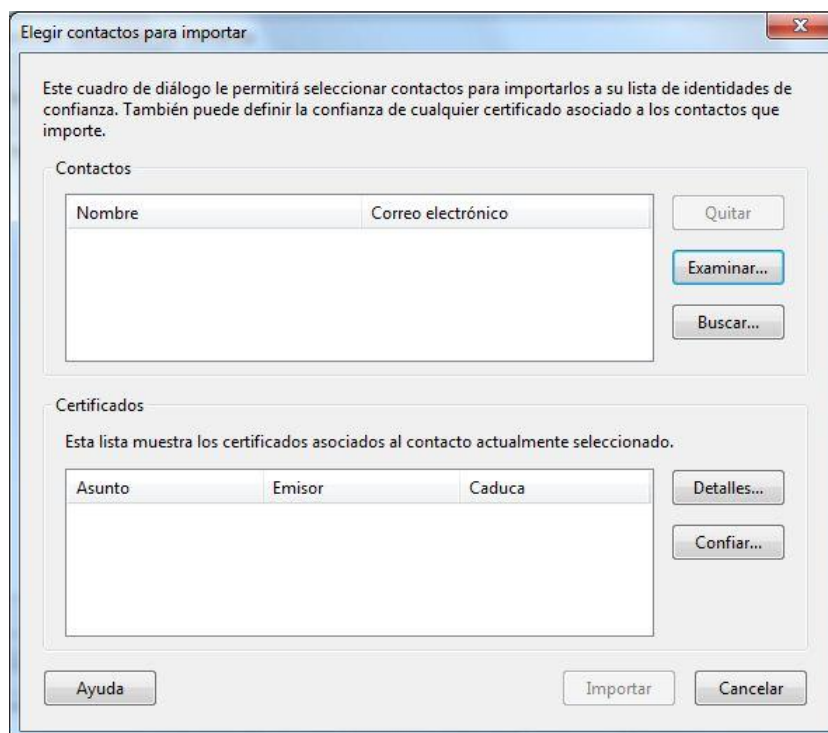 Elegir contactos para importar
Este cuadro de diálogo le permitirá seleccionar contactos para importarlos a su lista de identidades de
confianza. También puede definir la confianza de cualquier certificado asociado a los contactos que
importe.
Contactos
Nombre Correo electrónico Quitar
Examinar...
Buscar...
Certificados
Esta lista muestra los certificados asociados al contacto actualmente seleccionado.
Asunto Emisor Caduca Detalles...
Confiar...
Ayuda Importar Cancelar